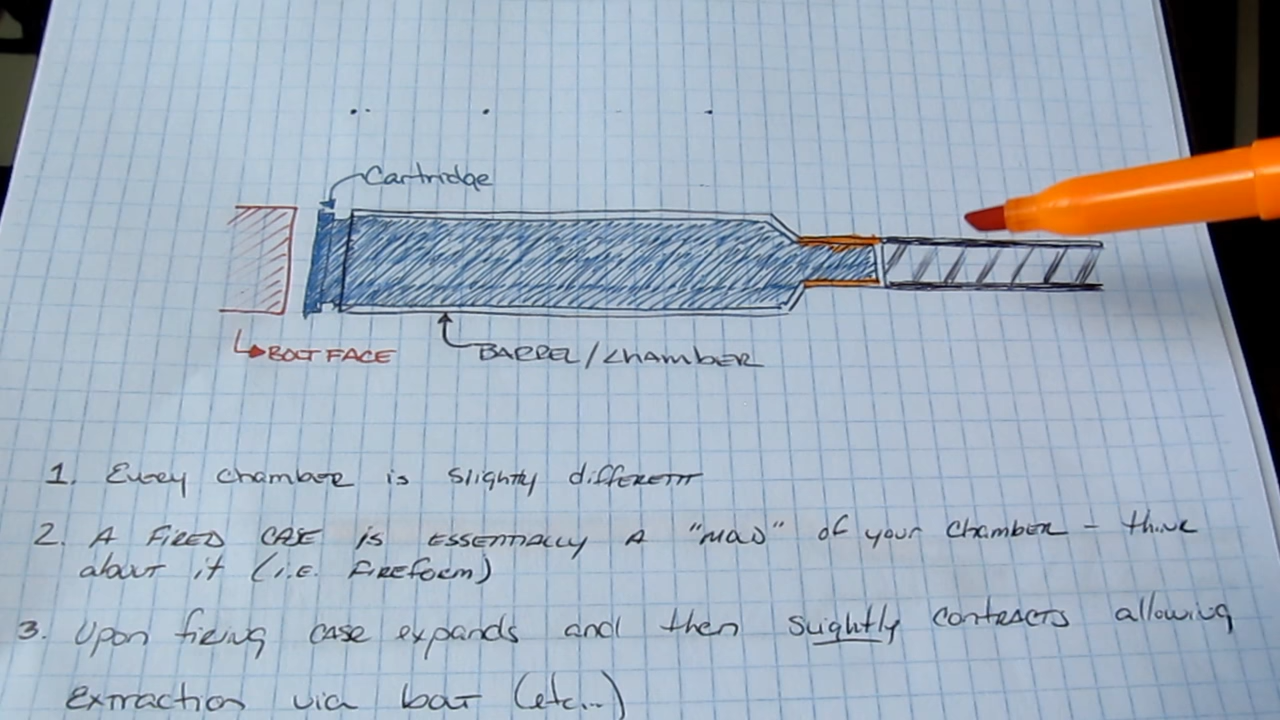 Cartridge
BOLT FACE
BARREL/Chamber
1. Every chamber is slightly different
2. A FIRED CASE is ESSENTIALLY A "MAP" of your chamber - think
about it (i.e. Fireform)
3. Upon firing case expands and then slightly contracts allowing
Extraction via bolt (etc...)